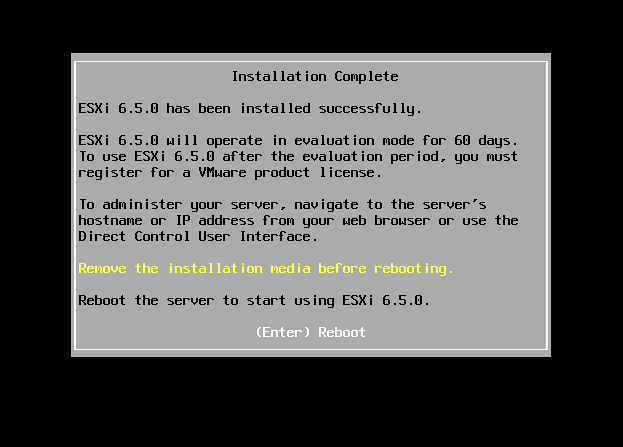 Installation Complete
ESXi 6.5.0 has been installed successfully.
ESXi 6.5.0 will operate in evaluation mode for 60 days.
To use ESXi 6.5.0 after the evaluation period, you must
register for a VMware product license.
To administer your server, navigate to the server's
hostname or IP address from your web browser or use the
Direct Control User Interface.
Remove the installation media before rebooting.
Reboot the server to start using ESXi 6.5.0.
(Enter) Reboot